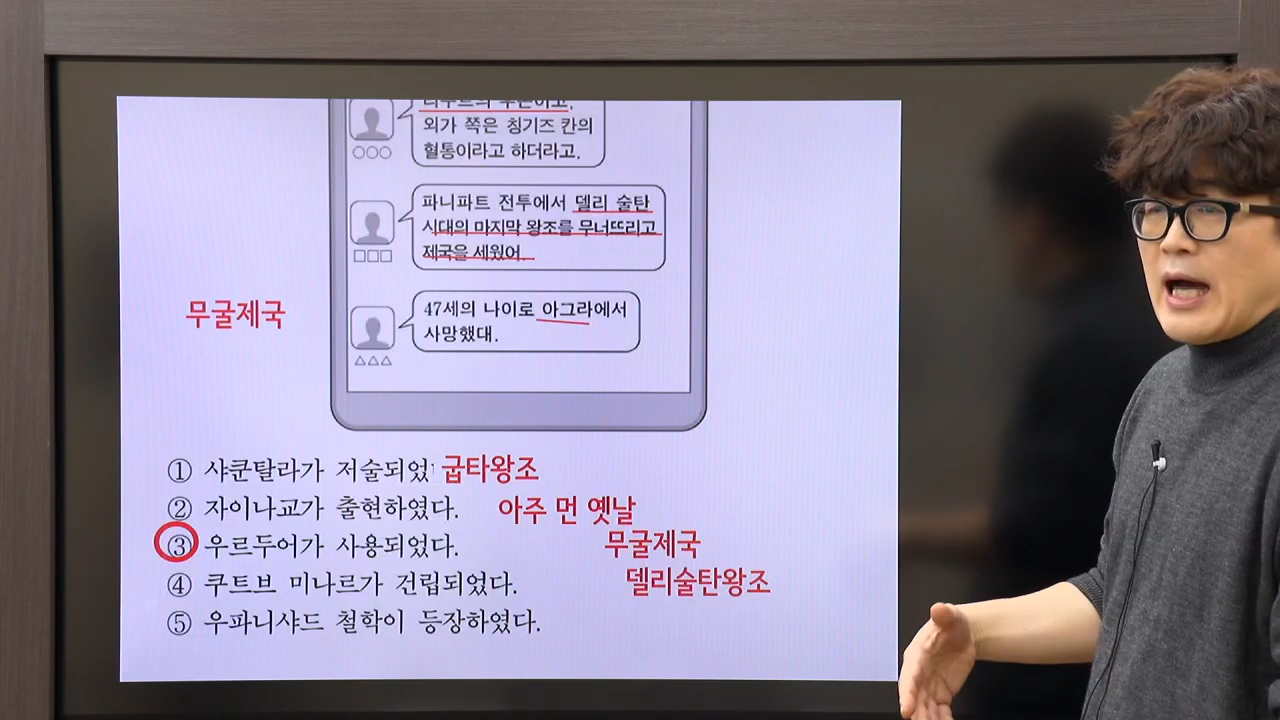 외가 쪽은 칭기즈 칸의
혈통이라고 하더라고.
○○○
파니파트 전투에서 델리 술탄
시대의 마지막 왕조를 무너뜨리고
제국을 세웠어.
□□□
무굴제국
47세의 나이로 아그라에서
사망했대.
△△△
① 샤쿤탈라가 저술되었 굽타왕조
② 자이나교가 출현하였다. 아주 먼 옛날
③ 우르두어가 사용되었다. 무굴제국
④ 쿠트브 미나르가 건립되었다. 델리술탄왕조
⑤ 우파니샤드 철학이 등장하였다.